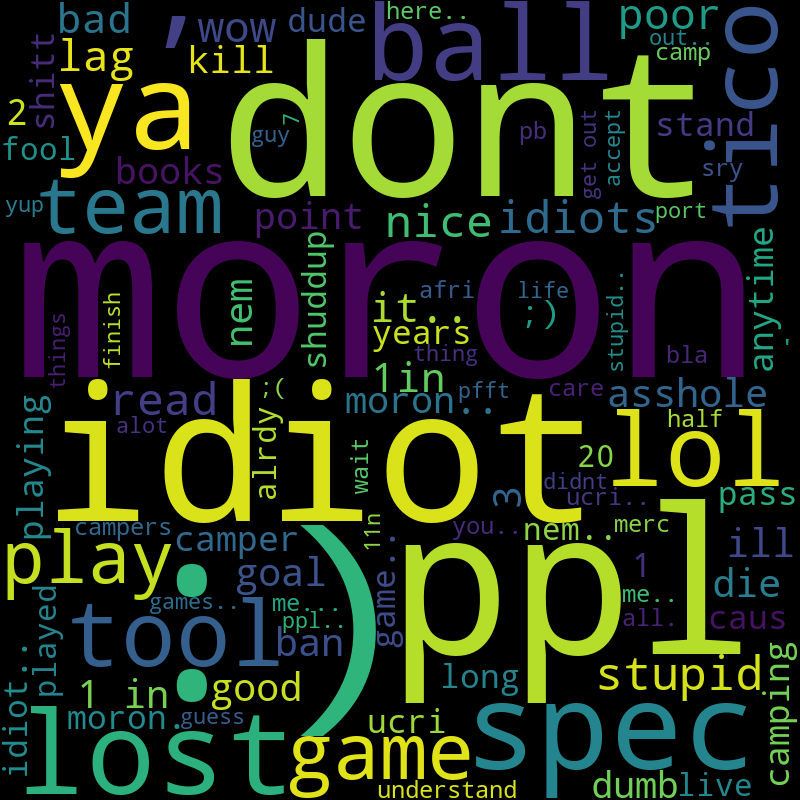 bad
,
wow
dude
here..
ball
poor
out..
tico
shitt
lag
kill
camp
2
ya
dont
fool
books
guy
7
pb
get out
accept
stand
sry
yup
team
point
nice
idiots
port
moron
nem
shuddup
it..
afri
life
;)
stupid..
anytime
-
things
finish
years
thing
bla
1in
pfft
care
asshole
playing
read
alot
alrdy
;(
moron..
idiot
lol
half
20
wait
3
didnt
ucri..
pass
campers
camper
11n
you..
nem..
merc
ill
play
:)
ppl
goal
game..
1
die
played
games..
me...
ppl..
me..
all.
caus
tool
ban
long
stupid
camping
idiot..
1 in
good
moron.
guess
ucri
lost
game
spec
understand
dumb
live